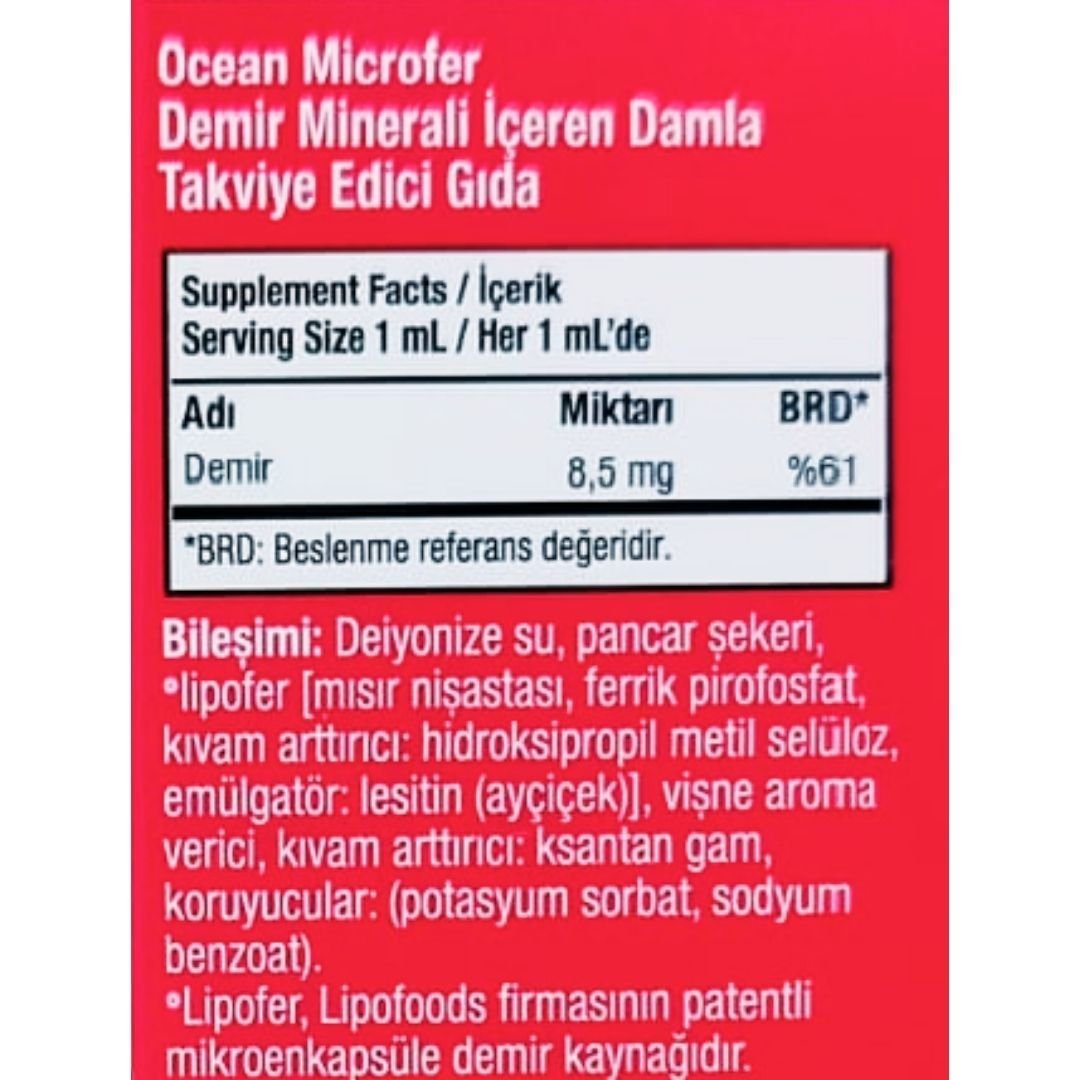 Ocean Microfer
Demir Minerali İçeren Damla
Takviye Edici Gıda
Supplement Facts / İçerik
Serving Size 1 mL / Her 1 mL'de
Adı Miktarı BRD*
Demir 8,5 mg %61
*BRD: Beslenme referans değeridir.
Bileşimi: Deiyonize su, pancar şekeri,
°lipofer [mısır nişastası, ferrik pirofosfat,
kıvam arttırıcı: hidroksipropil metil selüloz,
emülgatör: lesitin (ayçiçek)], vişne aroma
verici, kıvam arttırıcı: ksantan gam,
koruyucular: (potasyum sorbat, sodyum
benzoat).
°Lipofer, Lipofoods firmasının patentli
mikroenkapsüle demir kaynağıdır.